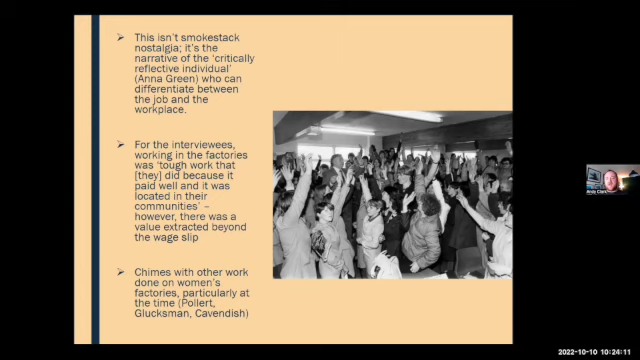 This isn't smokestack
nostalgia; it's the
narrative of the 'critically
reflective individual'
(Anna Green) who can
differentiate between
the job and the
workplace.
For the interviewees,
working in the factories
was 'tough work that
[they] did because it
paid well and it was
located in their
communities' –
however, there was a
value extracted beyond
the wage slip
Chimes with other work
done on women's
factories, particularly at
the time (Pollert,
Glucksman, Cavendish)
Andy Clark
2022-10-10 10:24:11